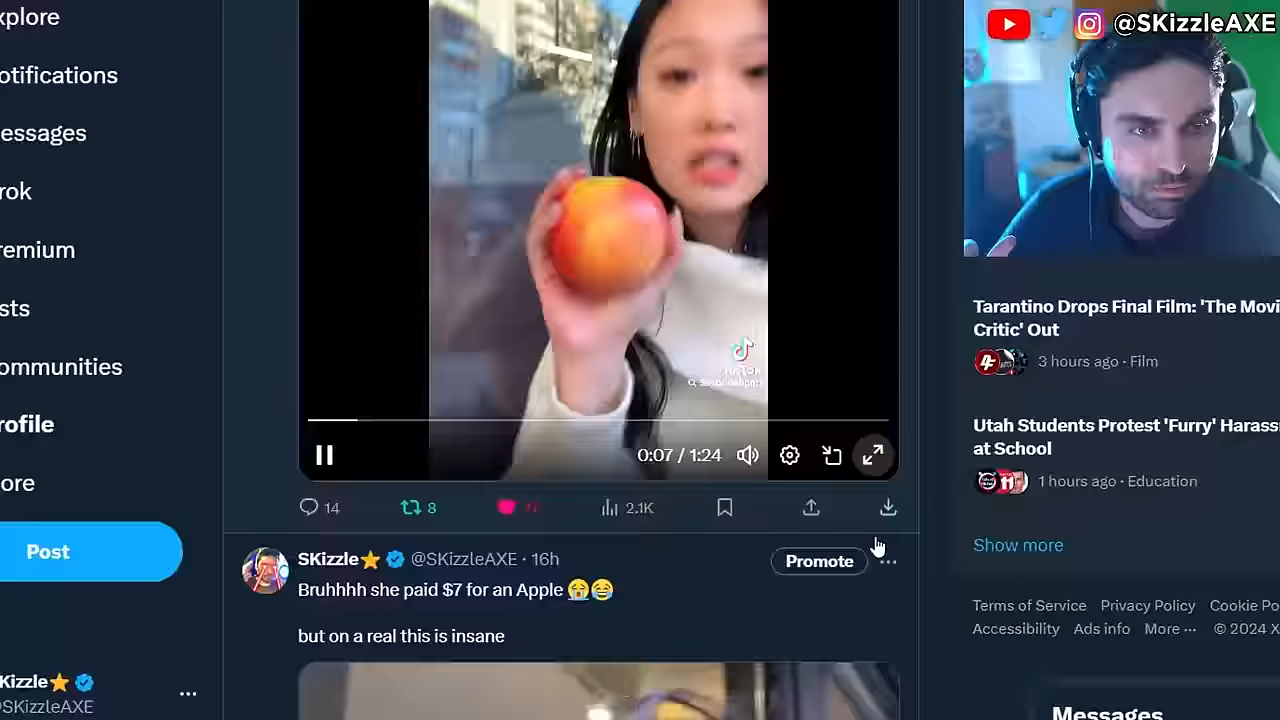 xplore
otifications
essages
rok
remium
sts
ommunities
rofile
ore
Post
Kizzle
SKizzleAXE
0:07 / 1:24
14
8
2.1K
SKizzle @SKizzleAXE · 16h
Promote
Bruhhhh she paid $7 for an Apple 😭😂
but on a real this is insane
@SKizzleAXE
Tarantino Drops Final Film: 'The Movi
Critic' Out
3 hours ago · Film
Utah Students Protest 'Furry' Harass
at School
1 hours ago · Education
Show more
Terms of Service Privacy Policy Cookie Po
Accessibility Ads info More ··· © 2024 X
Messages